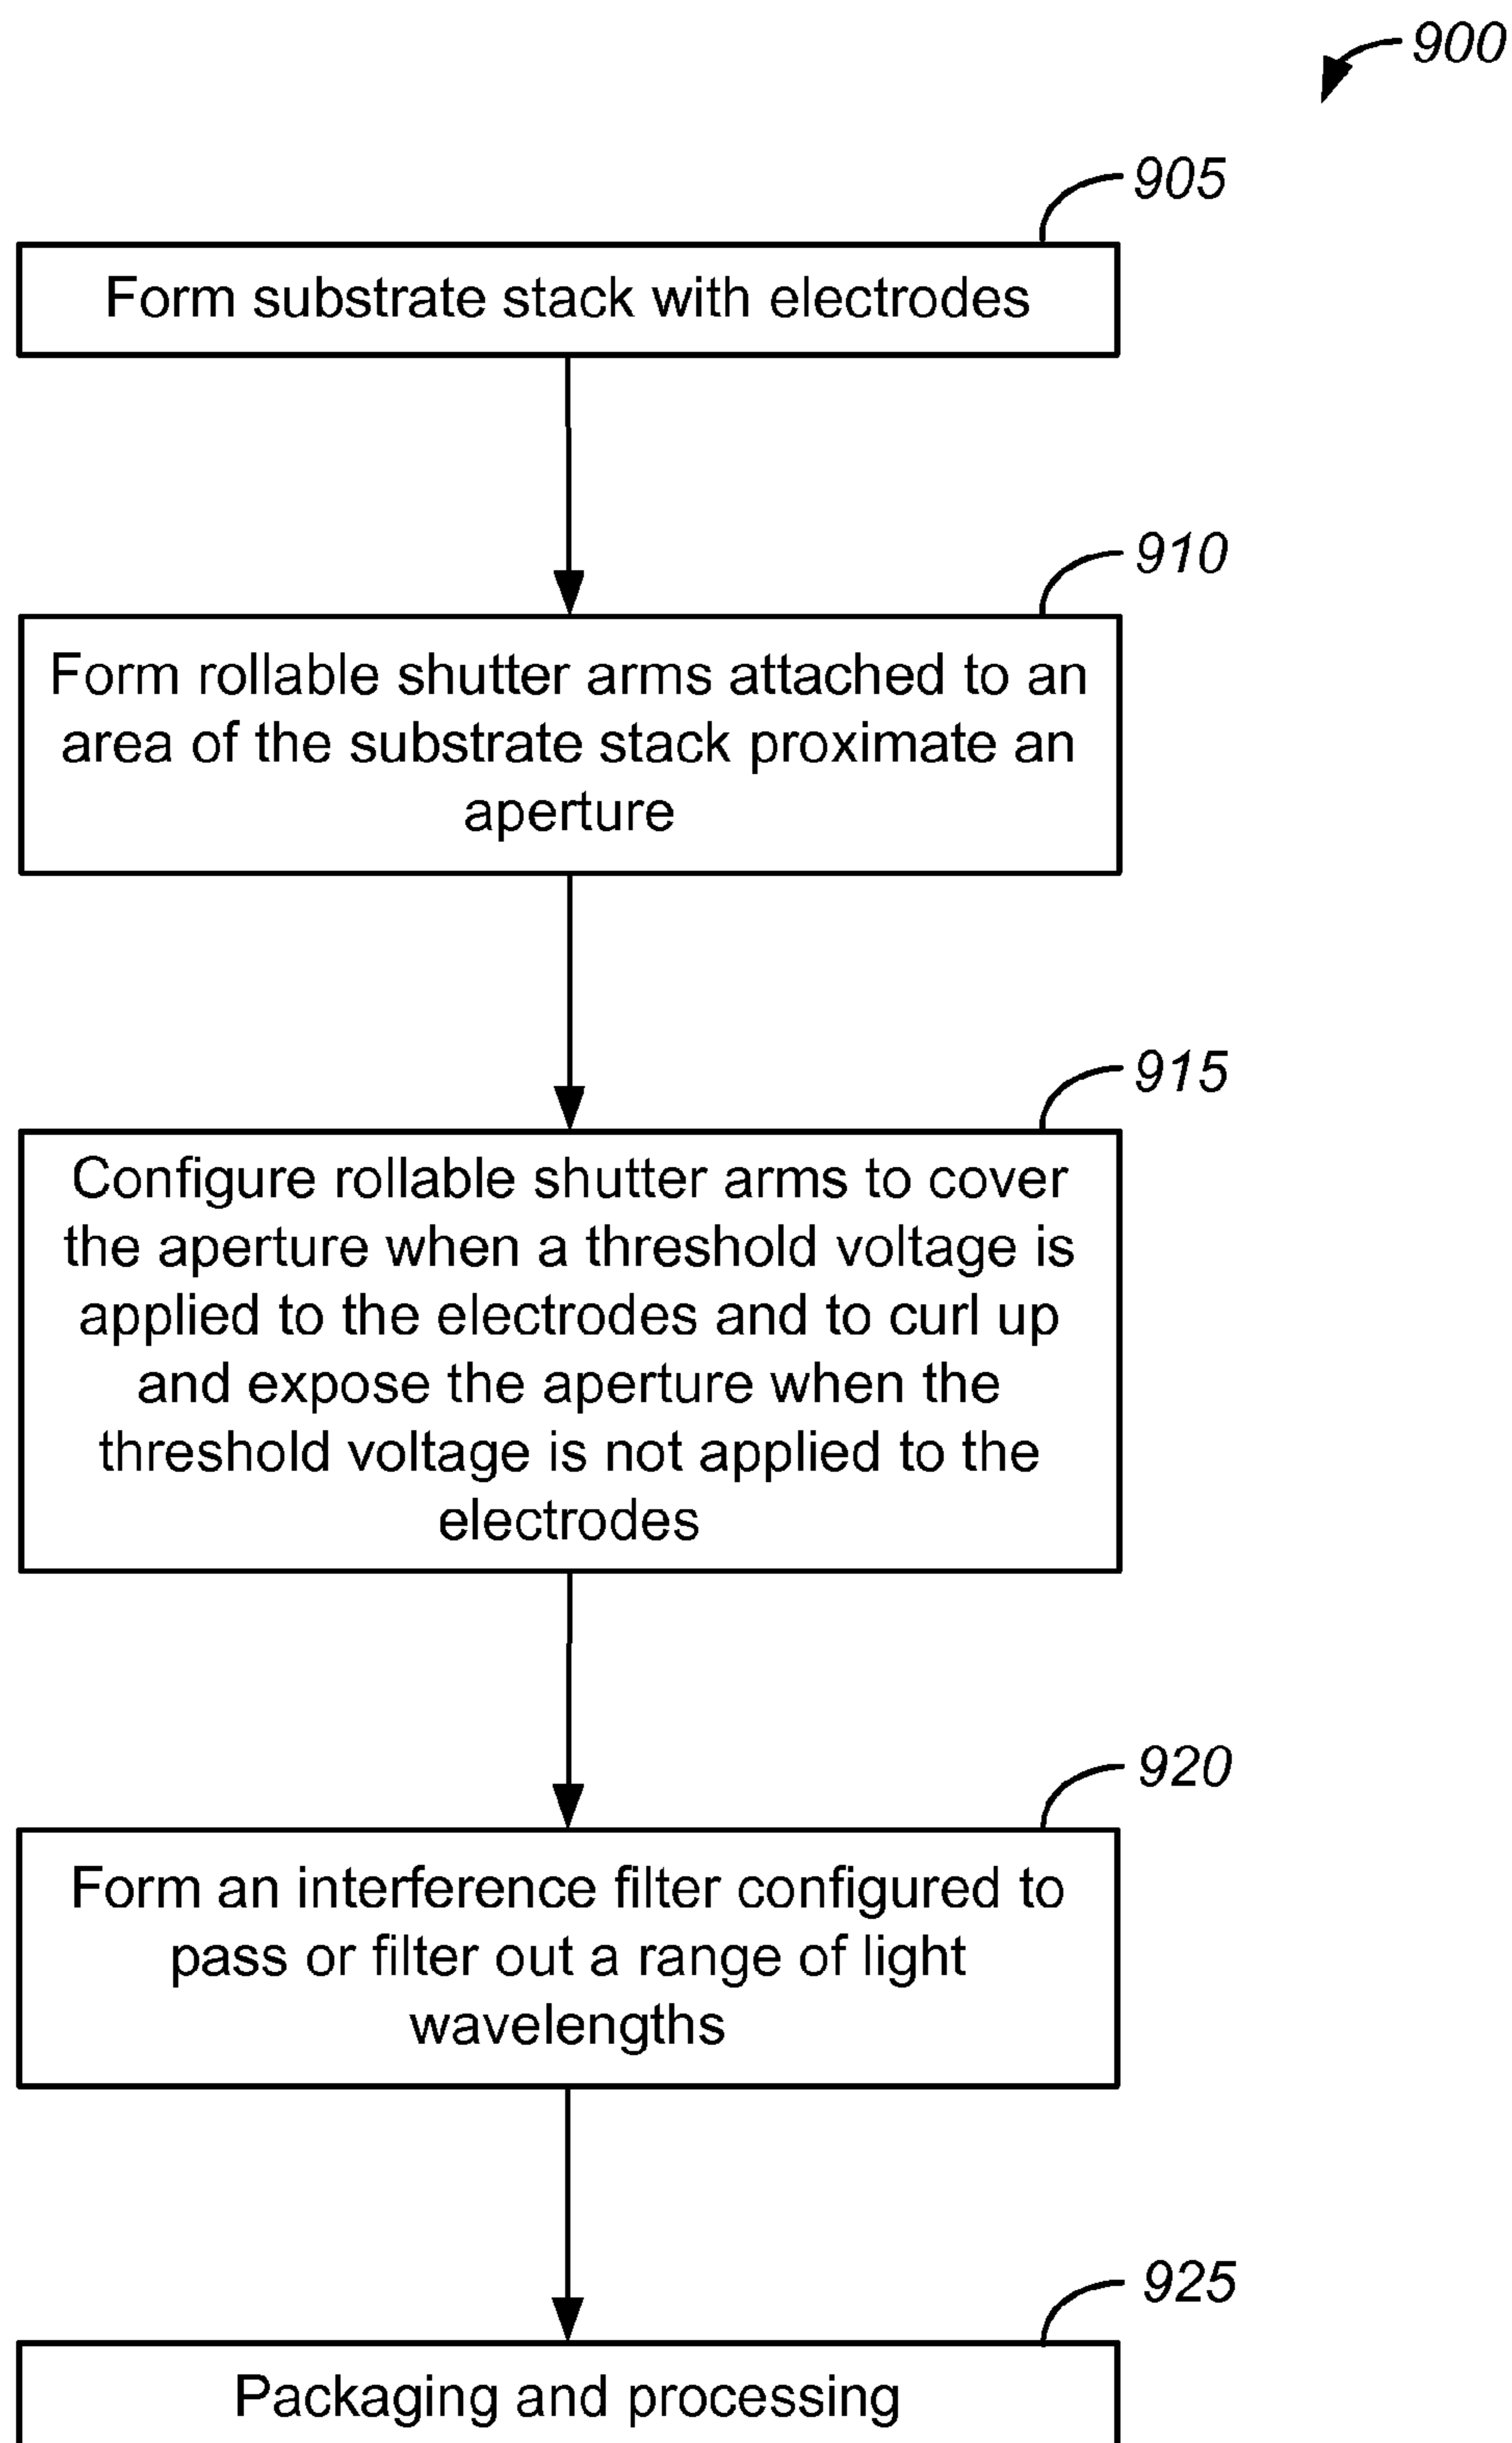 900
905
Form substrate stack with electrodes
910
Form rollable shutter arms attached to an
area of the substrate stack proximate an
aperture
915
Configure rollable shutter arms to cover
the aperture when a threshold voltage is
applied to the electrodes and to curl up
and expose the aperture when the
threshold voltage is not applied to the
electrodes
920
Form an interference filter configured to
pass or filter out a range of light
wavelengths
925
Packaging and processing